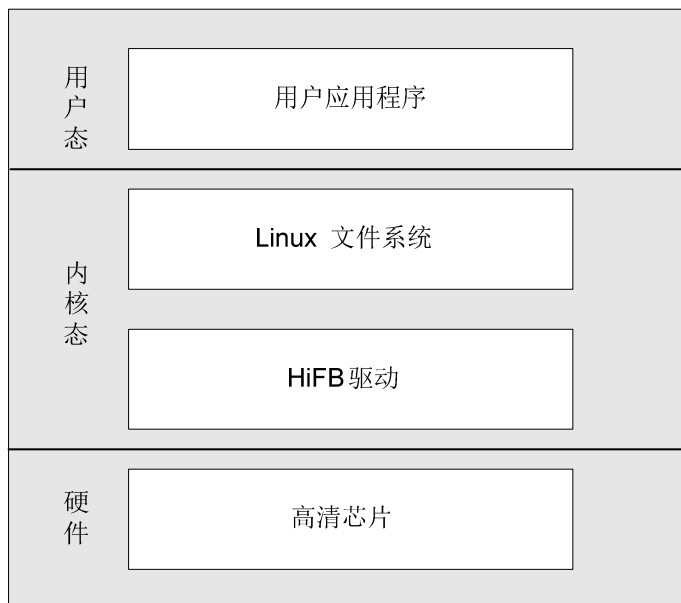 用户态
用户应用程序
内核态
Linux 文件系统
HiFB 驱动
硬件
高清芯片